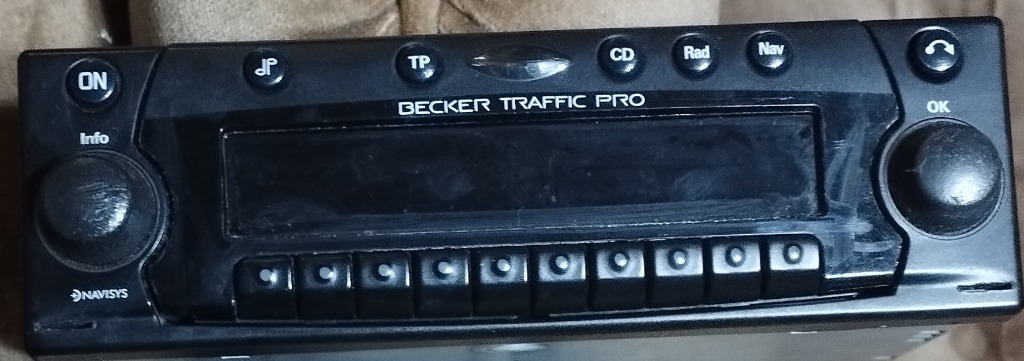 ON
TP
CD
Rad
Nav
BECKER TRAFFIC PRO
Info
OK
NAVISYS